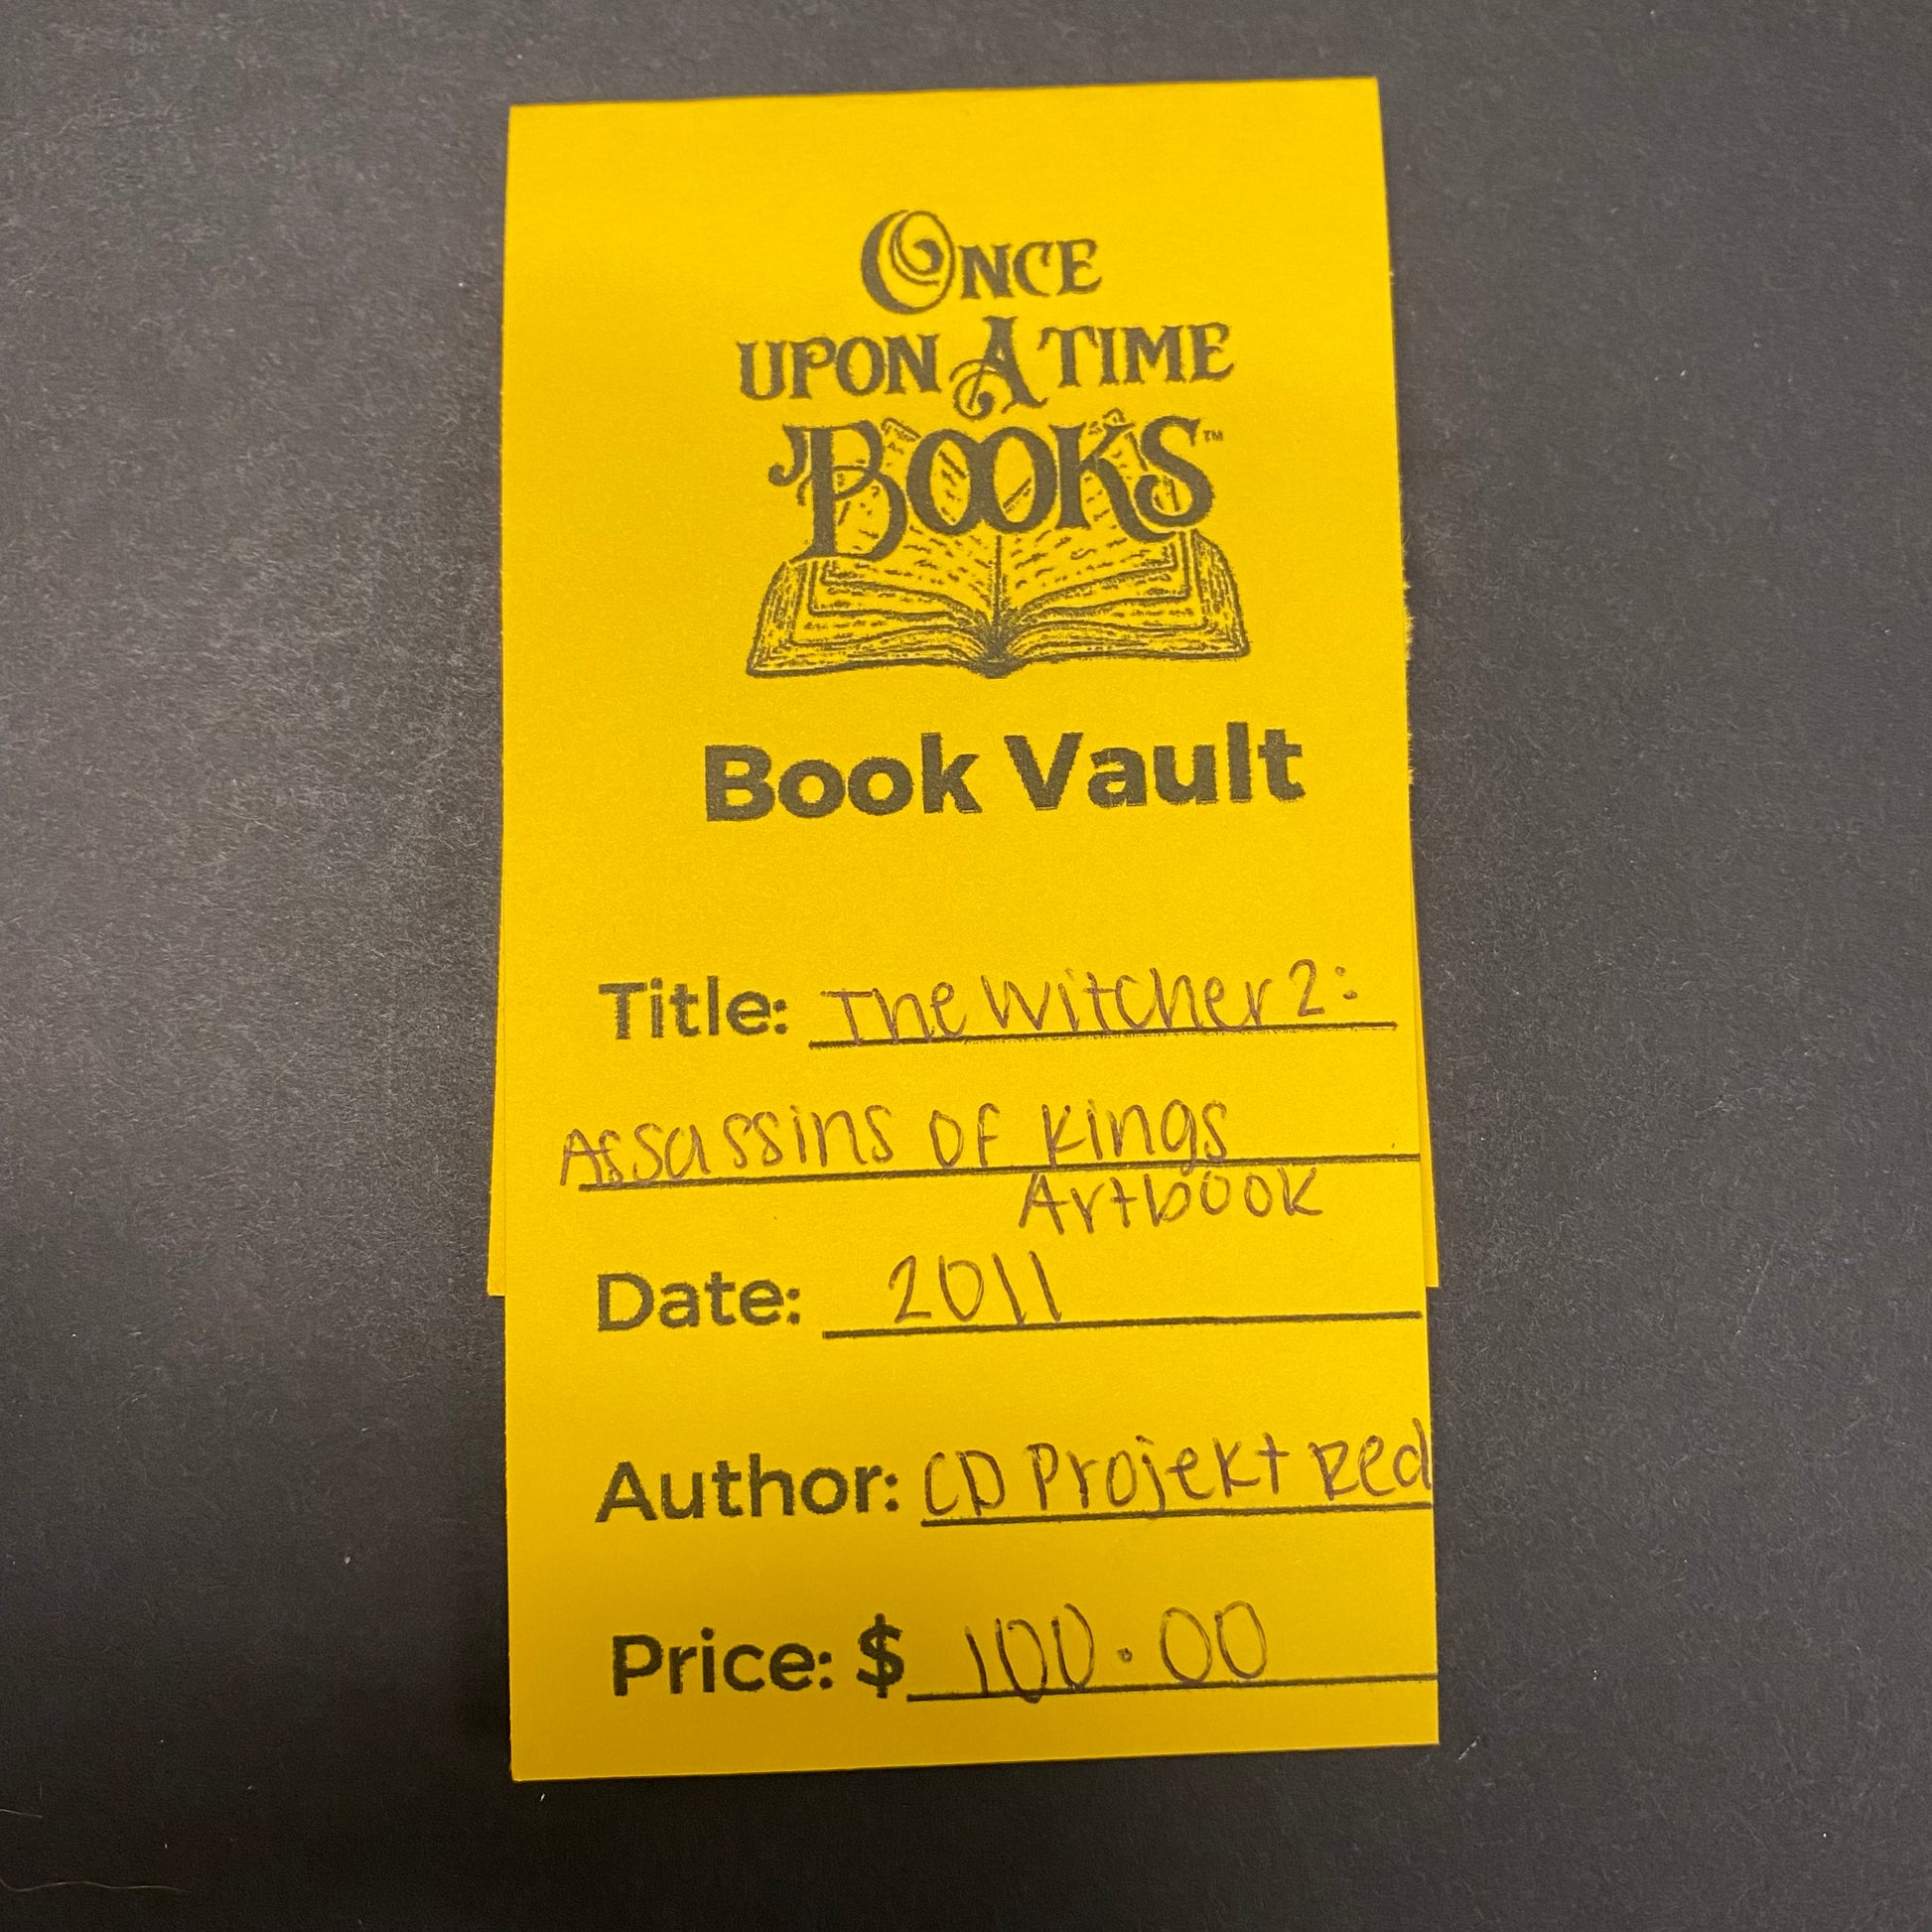 ONCE
UPON A TIME
BOOKS™
Book Vault
Title: The Witcher 2:
Assassins of Kings
Artbook
Date: 2011
Author: CD Projekt Red
Price: $ 100.00